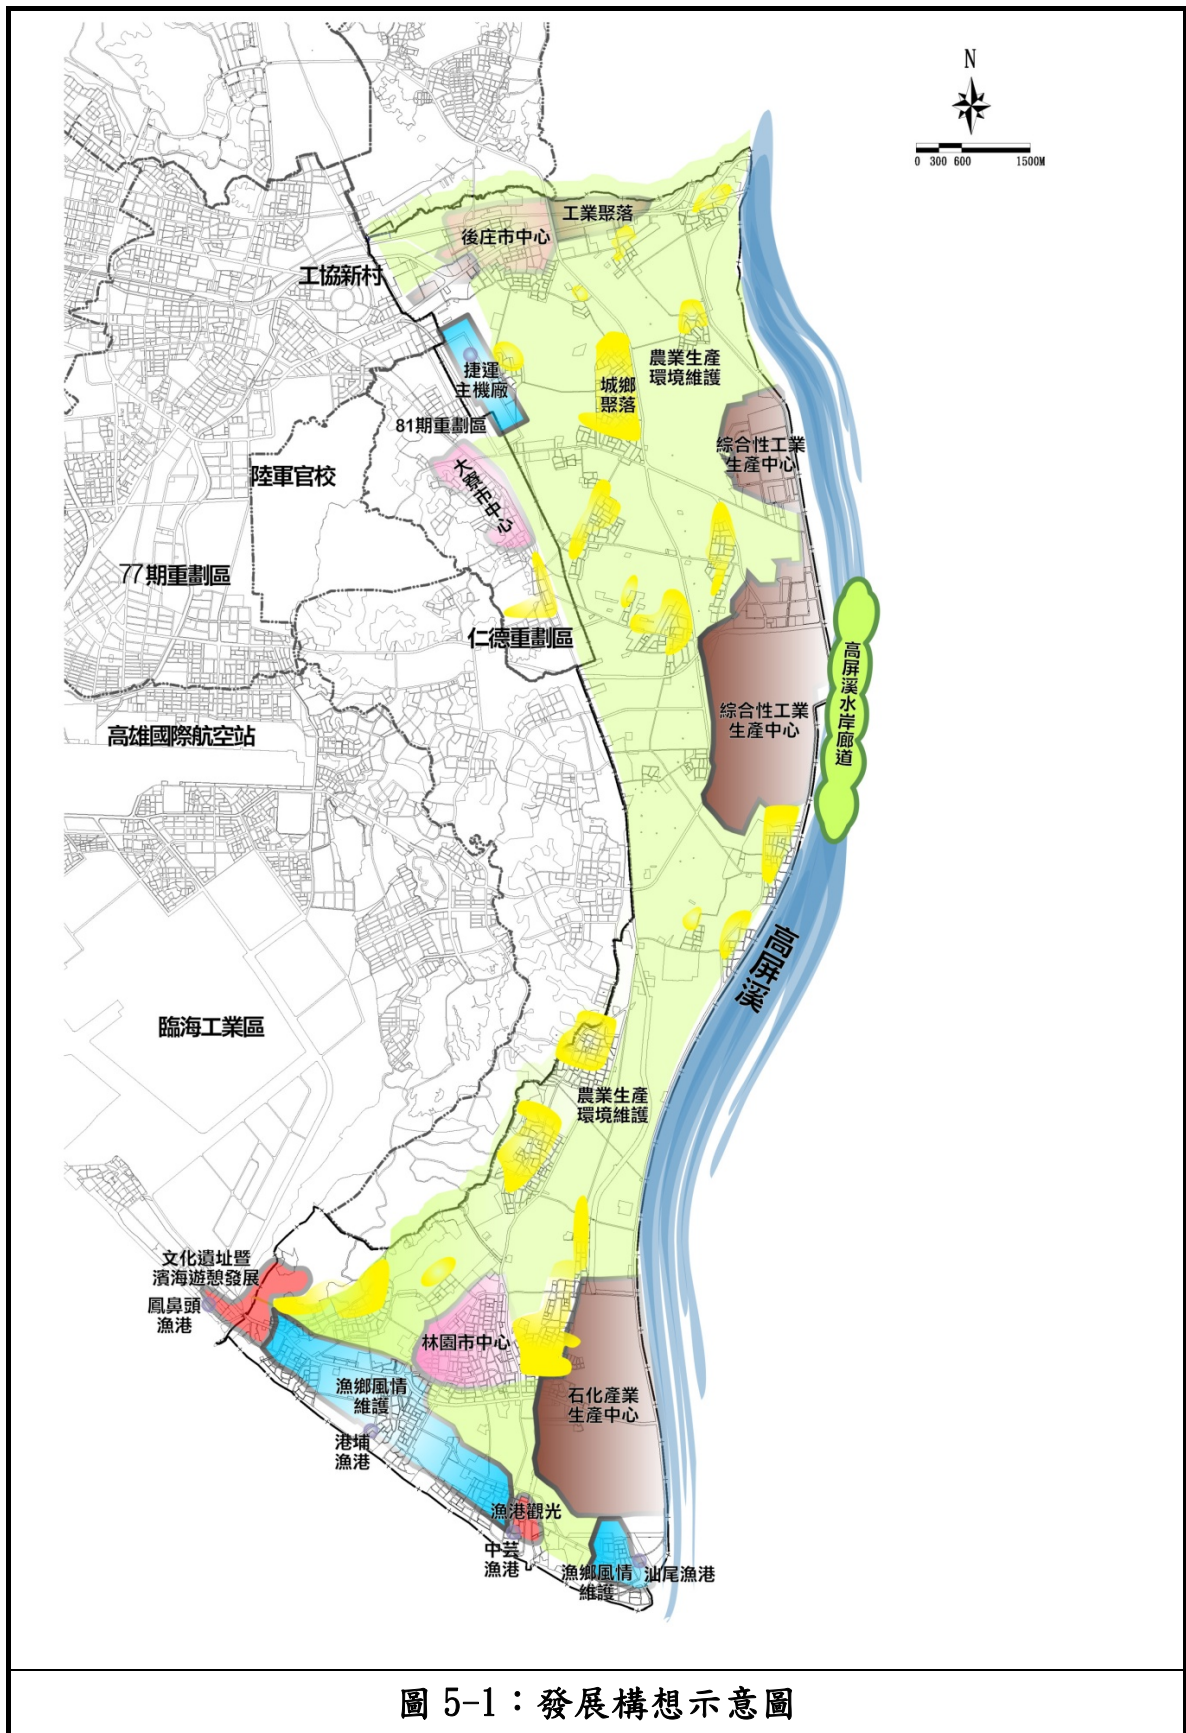 N
0 300 600 1500M
工業聚落
後庄市中心
工協新村
捷運
主機廠
農業生產
環境維護
城鄉
聚落
81期重劃區
綜合性工業
生產中心
大寮市中心
陸軍官校
77期重劃區
仁德重劃區
高屏溪水岸廊道
綜合性工業
生產中心
高雄國際航空站
高屏溪
臨海工業區
農業生產
環境維護
文化遺址暨
濱海遊憩發展
鳳鼻頭
漁港
林園市中心
漁鄉風情
維護
石化產業
生產中心
港埔
漁港
漁港觀光
中芸
漁港
漁鄉風情
維護
汕尾漁港
圖 5-1：發展構想示意圖